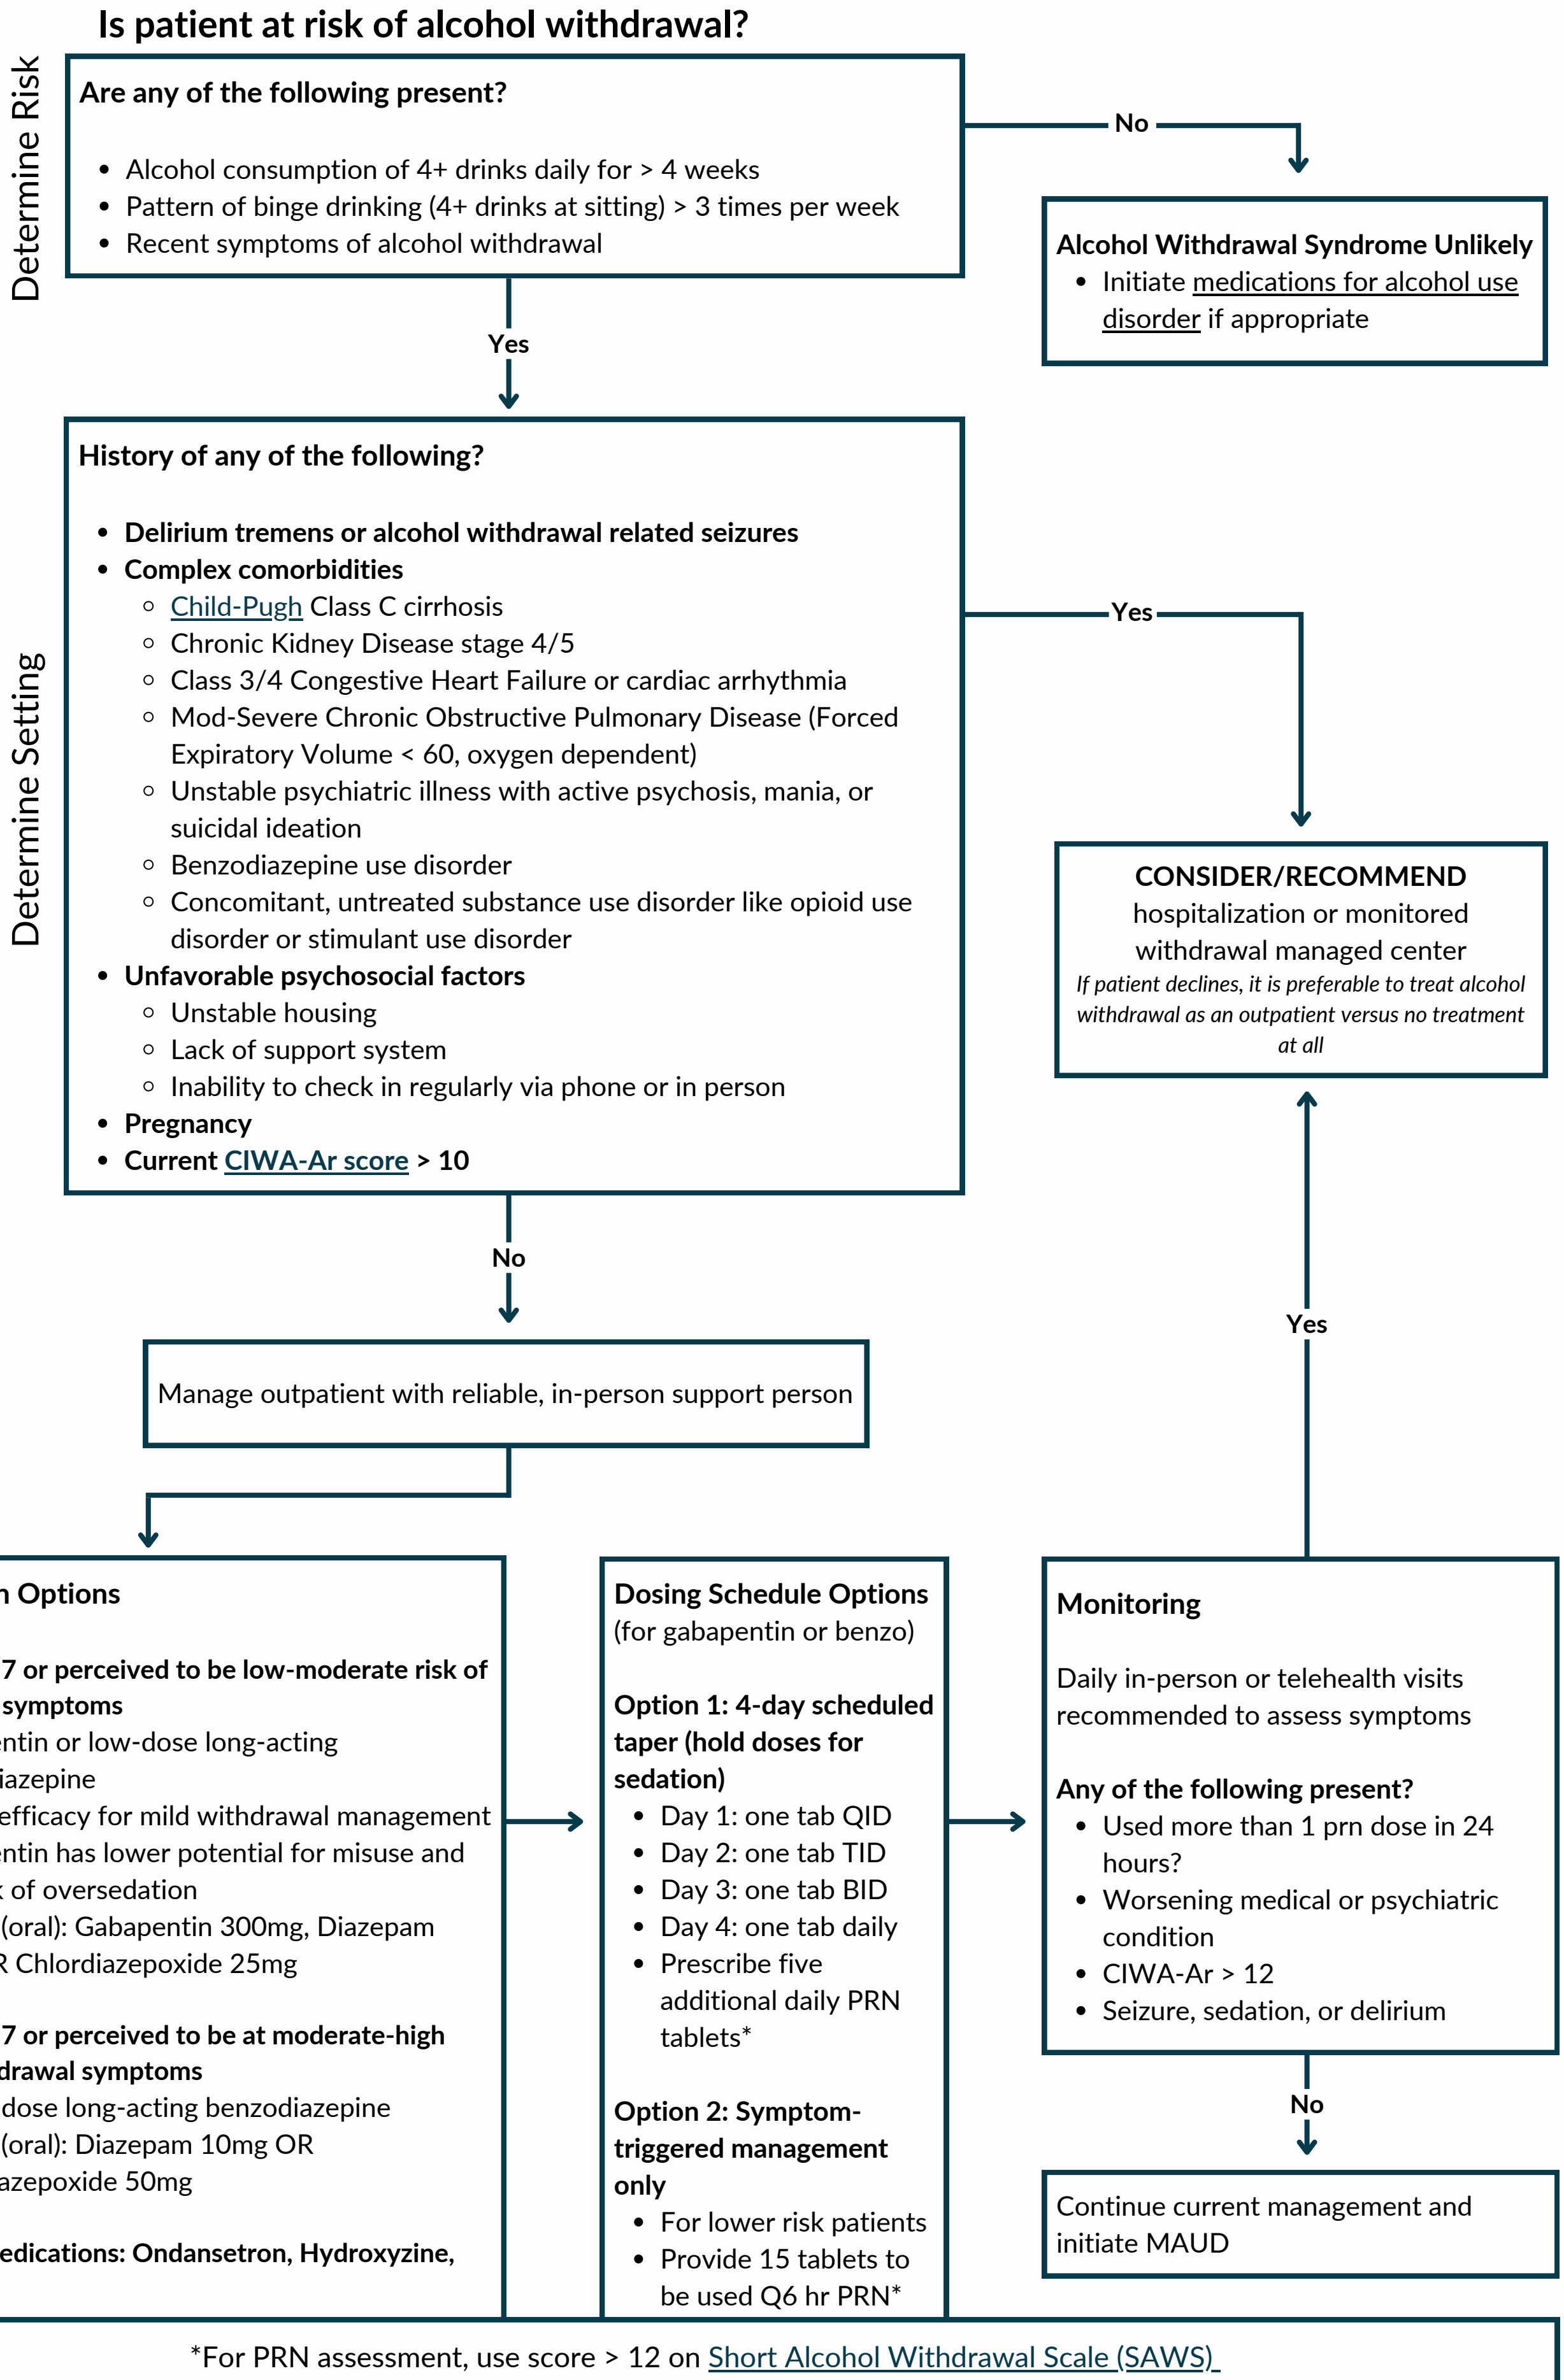 Is patient at risk of alcohol withdrawal?
Determine Risk
Are any of the following present?
• Alcohol consumption of 4+ drinks daily for > 4 weeks
• Pattern of binge drinking (4+ drinks at sitting) > 3 times per week
• Recent symptoms of alcohol withdrawal
No
Alcohol Withdrawal Syndrome Unlikely
• Initiate medications for alcohol use
disorder if appropriate
Yes
Determine Setting
History of any of the following?
• Delirium tremens or alcohol withdrawal related seizures
• Complex comorbidities
◦ Child-Pugh Class C cirrhosis
◦ Chronic Kidney Disease stage 4/5
◦ Class 3/4 Congestive Heart Failure or cardiac arrhythmia
◦ Mod-Severe Chronic Obstructive Pulmonary Disease (Forced
Expiratory Volume < 60, oxygen dependent)
◦ Unstable psychiatric illness with active psychosis, mania, or
suicidal ideation
◦ Benzodiazepine use disorder
◦ Concomitant, untreated substance use disorder like opioid use
disorder or stimulant use disorder
• Unfavorable psychosocial factors
◦ Unstable housing
◦ Lack of support system
◦ Inability to check in regularly via phone or in person
• Pregnancy
• Current CIWA-Ar score > 10
Yes
CONSIDER/RECOMMEND
hospitalization or monitored
withdrawal managed center
If patient declines, it is preferable to treat alcohol
withdrawal as an outpatient versus no treatment
at all
No
Manage outpatient with reliable, in-person support person
Yes
n Options
7 or perceived to be low-moderate risk of
symptoms
entin or low-dose long-acting
iazepine
efficacy for mild withdrawal management
entin has lower potential for misuse and
k of oversedation
(oral): Gabapentin 300mg, Diazepam
R Chlordiazepoxide 25mg
7 or perceived to be at moderate-high
drawal symptoms
dose long-acting benzodiazepine
(oral): Diazepam 10mg OR
azepoxide 50mg
edications: Ondansetron, Hydroxyzine,
Dosing Schedule Options
(for gabapentin or benzo)
Option 1: 4-day scheduled
taper (hold doses for
sedation)
• Day 1: one tab QID
• Day 2: one tab TID
• Day 3: one tab BID
• Day 4: one tab daily
• Prescribe five
additional daily PRN
tablets*
Option 2: Symptom-
triggered management
only
• For lower risk patients
• Provide 15 tablets to
be used Q6 hr PRN*
Monitoring
Daily in-person or telehealth visits
recommended to assess symptoms
Any of the following present?
• Used more than 1 prn dose in 24
hours?
• Worsening medical or psychiatric
condition
• CIWA-Ar > 12
• Seizure, sedation, or delirium
No
Continue current management and
initiate MAUD
*For PRN assessment, use score > 12 on Short Alcohol Withdrawal Scale (SAWS)